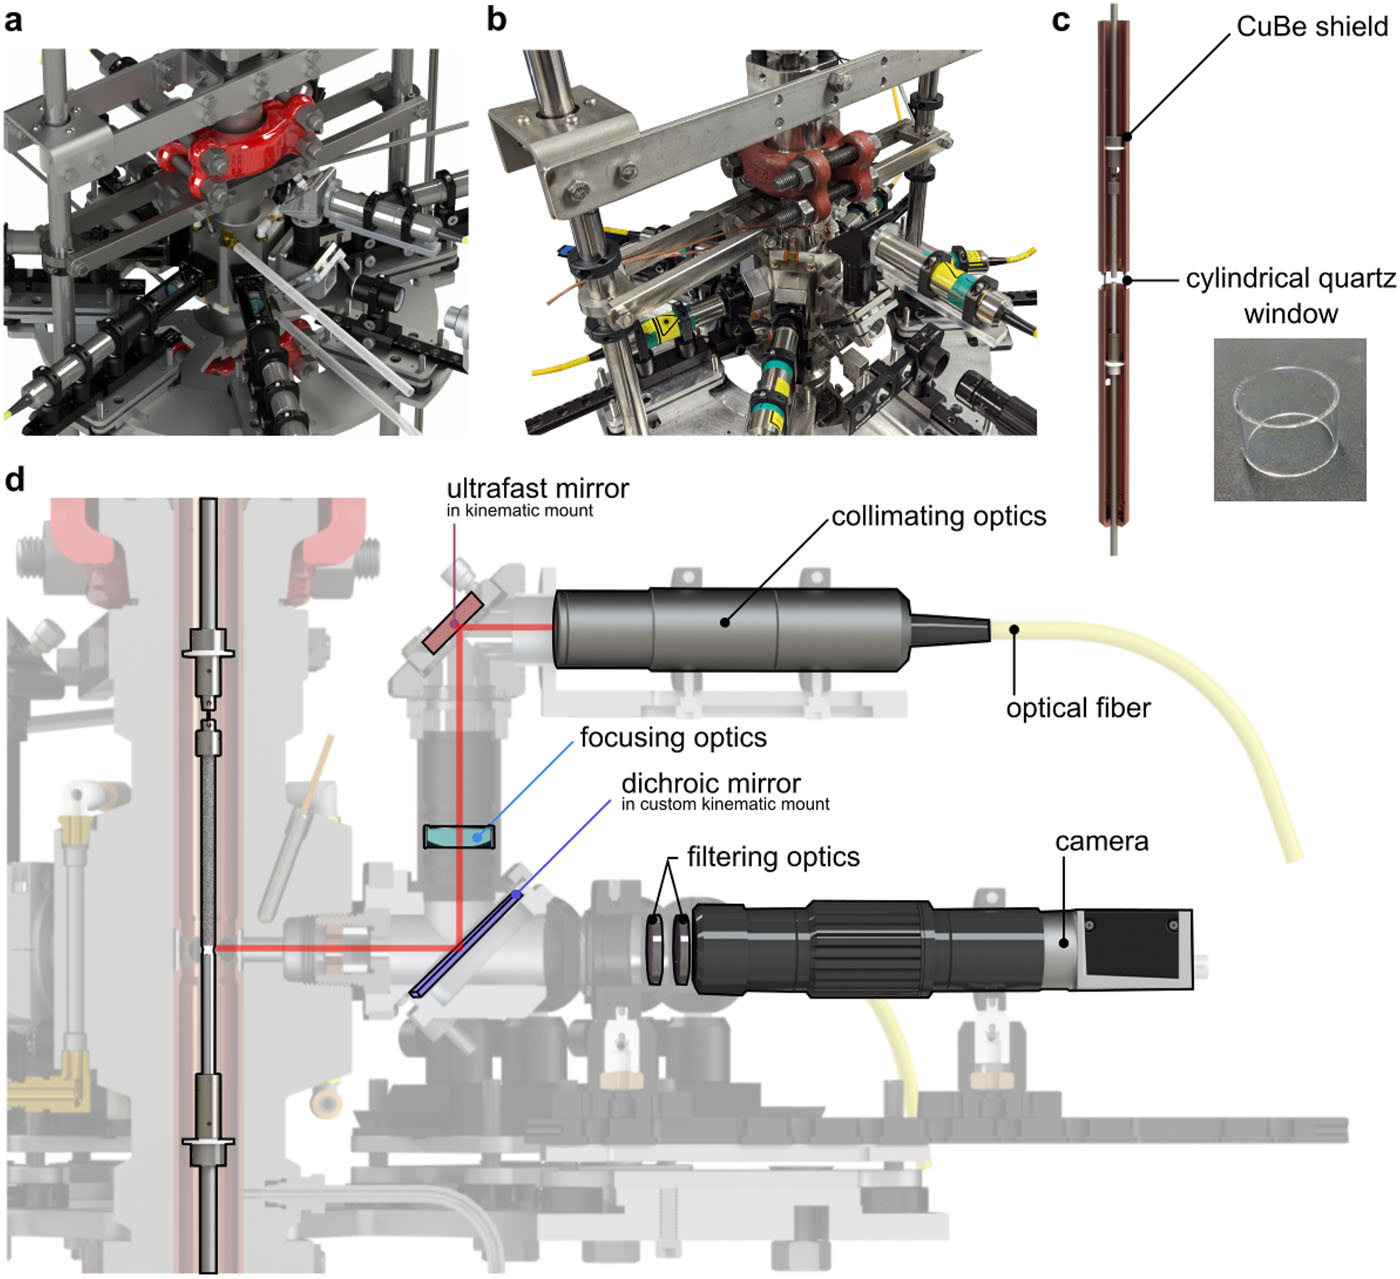 a
b
c
CuBe shield
cylindrical quartz
window
d
ultrafast mirror
in kinematic mount
collimating optics
optical fiber
focusing optics
dichroic mirror
in custom kinematic mount
filtering optics
camera